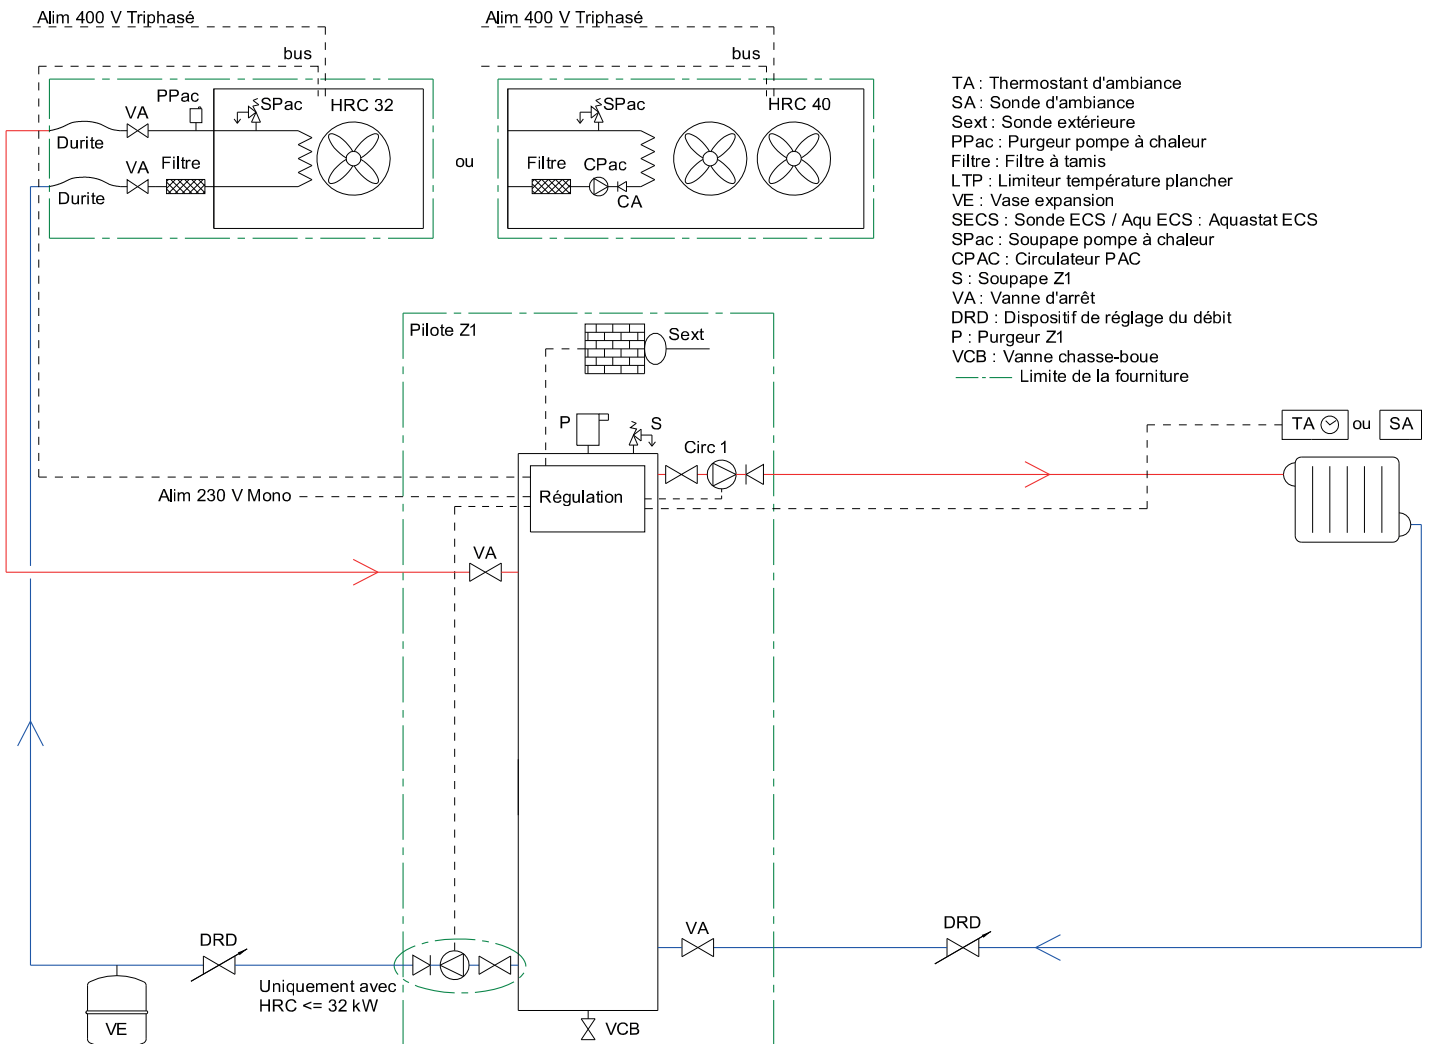 Alim 400 V Triphasé
Alim 400 V Triphasé
bus
bus
PPac
VA
SPac
HRC 32
Durite
VA
Filtre
Durite
ou
SPac
HRC 40
Filtre
CPac
CA
TA : Thermostant d'ambiance
SA : Sonde d'ambiance
Sext : Sonde extérieure
PPac : Purgeur pompe à chaleur
Filtre : Filtre à tamis
LTP : Limiteur température plancher
VE : Vase expansion
SECS : Sonde ECS / Aqu ECS : Aquastat ECS
SPac : Soupape pompe à chaleur
CPAC : Circulateur PAC
S : Soupape Z1
VA : Vanne d'arrêt
DRD : Dispositif de réglage du débit
P : Purgeur Z1
VCB : Vanne chasse-boue
Limite de la fourniture
Pilote Z1
Sext
P
S
Circ 1
TA ou SA
Alim 230 V Mono
Régulation
VA
DRD
VA
DRD
Uniquement avec
HRC <= 32 kW
VE
VCB